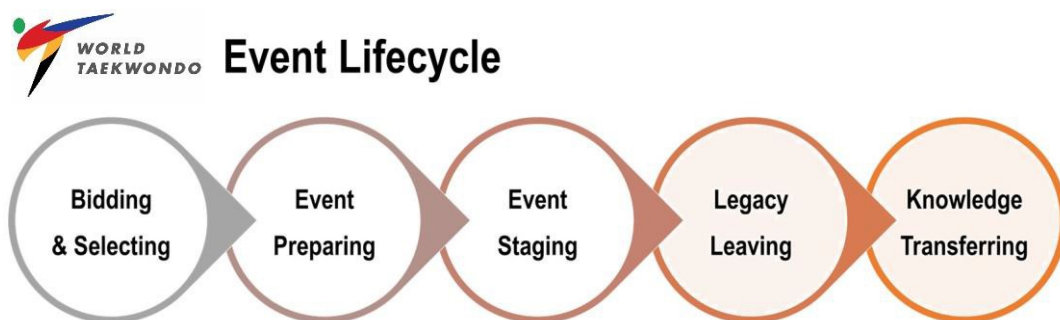 WORLD
TAEKWONDO
Event Lifecycle
Bidding
& Selecting
Event
Preparing
Event
Staging
Legacy
Leaving
Knowledge
Transferring